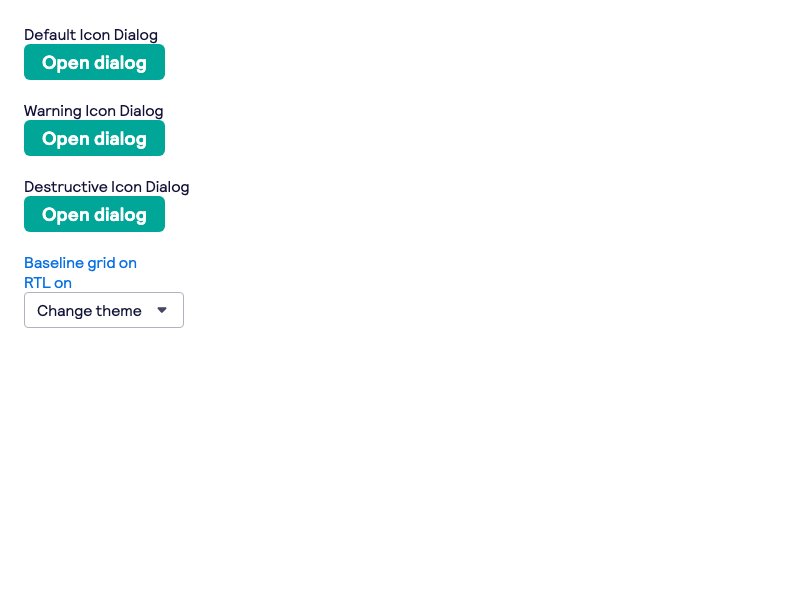 Default Icon Dialog
Open dialog
Warning Icon Dialog
Open dialog
Destructive Icon Dialog
Open dialog
Baseline grid on
RTL on
Change theme